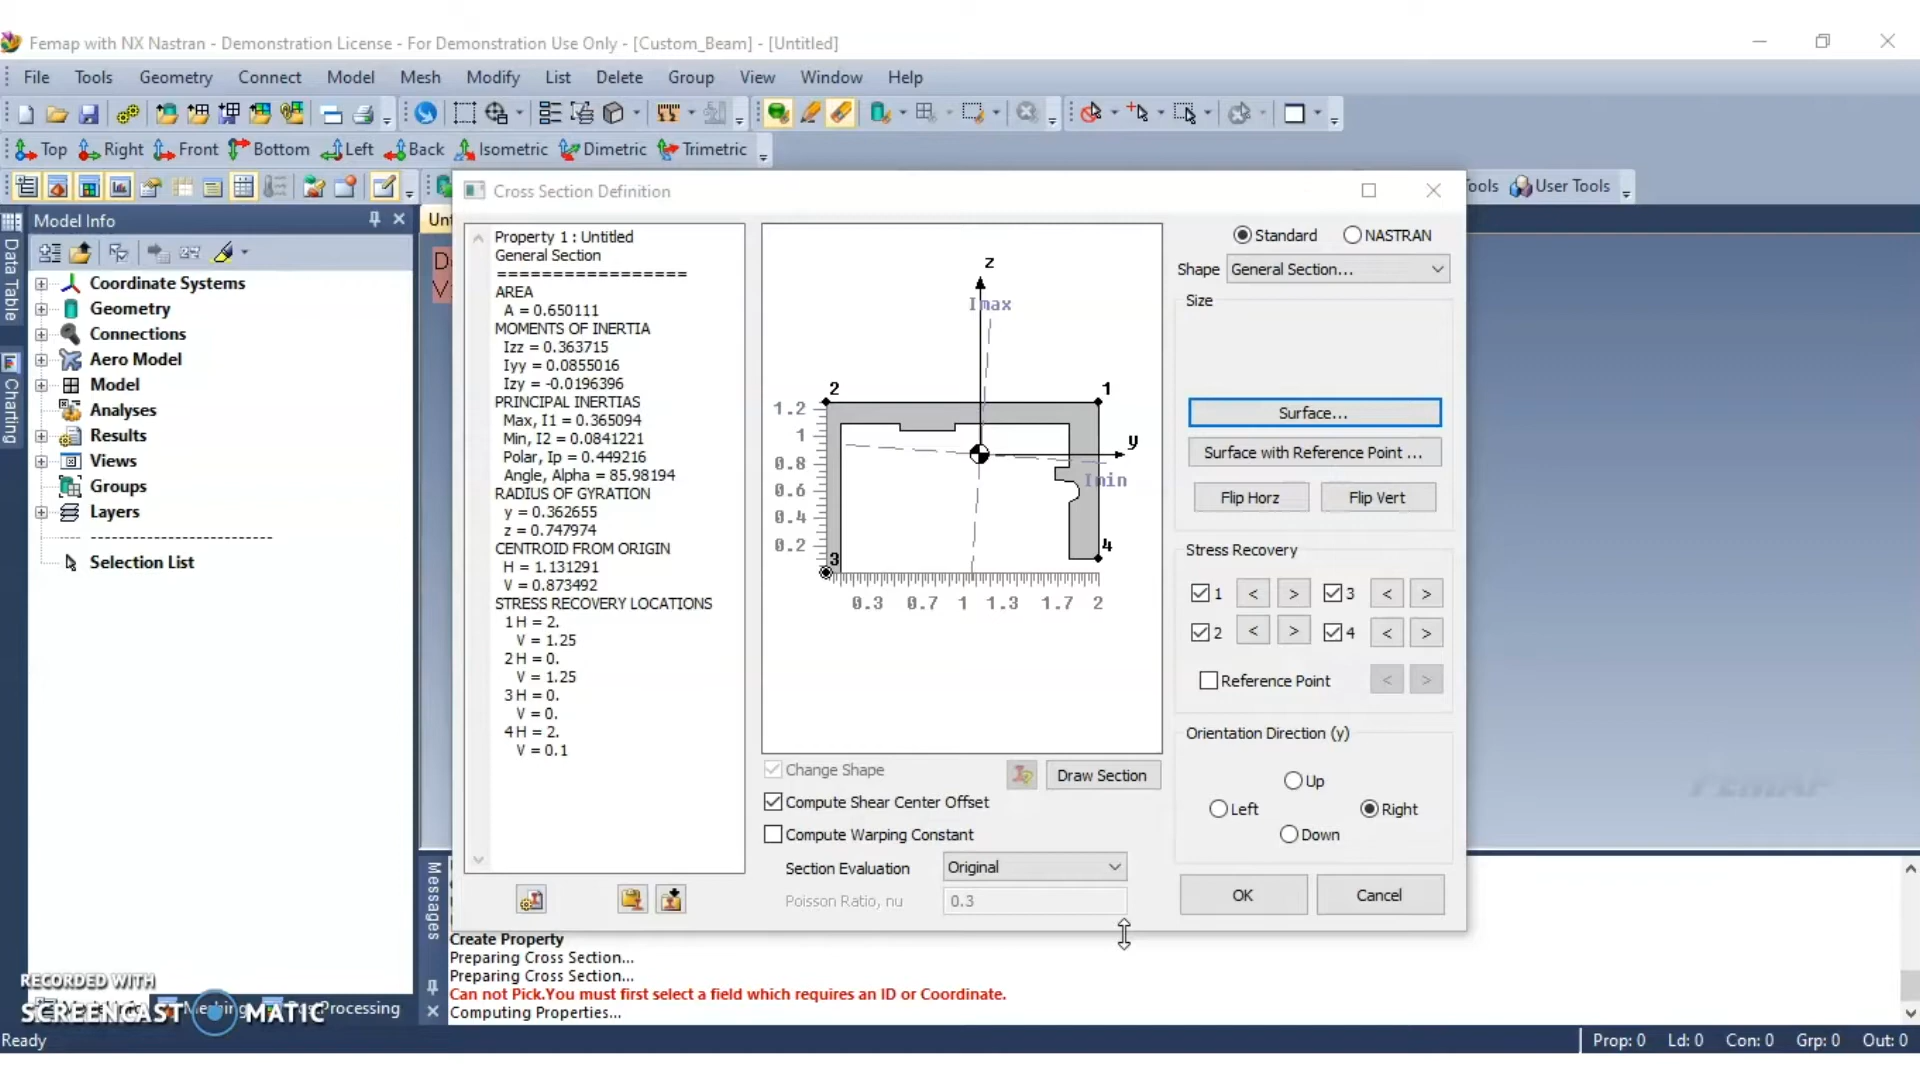 Femap with NX Nastran - Demonstration License - For Demonstration Use Only - [Custom_Beam] - [Untitled]
File Tools Geometry Connect Model Mesh Modify List Delete Group View Window Help
Top Right Front Bottom Left Back Isometric Dimetric Trimetric
Tools User Tools
Model Info
Data Table
Charting
Coordinate Systems
Geometry
Connections
Aero Model
Model
Analyses
Results
Views
Groups
Layers
Selection List
Cross Section Definition
Property 1 : Untitled
General Section
=================
AREA
A = 0.650111
MOMENTS OF INERTIA
Izz = 0.363715
Iyy = 0.0855016
Izy = -0.0196396
PRINCIPAL INERTIAS
Max, I1 = 0.365094
Min, I2 = 0.0841221
Polar, Ip = 0.449216
Angle, Alpha = 85.98194
RADIUS OF GYRATION
y = 0.362655
z = 0.747974
CENTROID FROM ORIGIN
H = 1.131291
V = 0.873492
STRESS RECOVERY LOCATIONS
1H = 2.
V = 1.25
2H = 0.
V = 1.25
3H = 0.
V = 0.
4H = 2.
V = 0.1
z
Imax
2 1
1.2
1
y
0.8
Imin
0.6
0.4
0.2
4
3
0.3 0.7 1 1.3 1.7 2
Change Shape
Draw Section
Compute Shear Center Offset
Compute Warping Constant
Section Evaluation Original
Poisson Ratio, nu 0.3
Standard NASTRAN
Shape General Section...
Size
Surface...
Surface with Reference Point ...
Flip Horz Flip Vert
Stress Recovery
1 < > 3 < >
2 < > 4 < >
Reference Point < >
Orientation Direction (y)
Up
Left Right
Down
OK Cancel
Messages
Create Property
Preparing Cross Section...
Preparing Cross Section...
Can not Pick.You must first select a field which requires an ID or Coordinate.
Computing Properties...
RECORDED WITH
SCREENCAST MATIC
Processing
Ready
Prop: 0 Ld: 0 Con: 0 Grp: 0 Out: 0
FEMAP